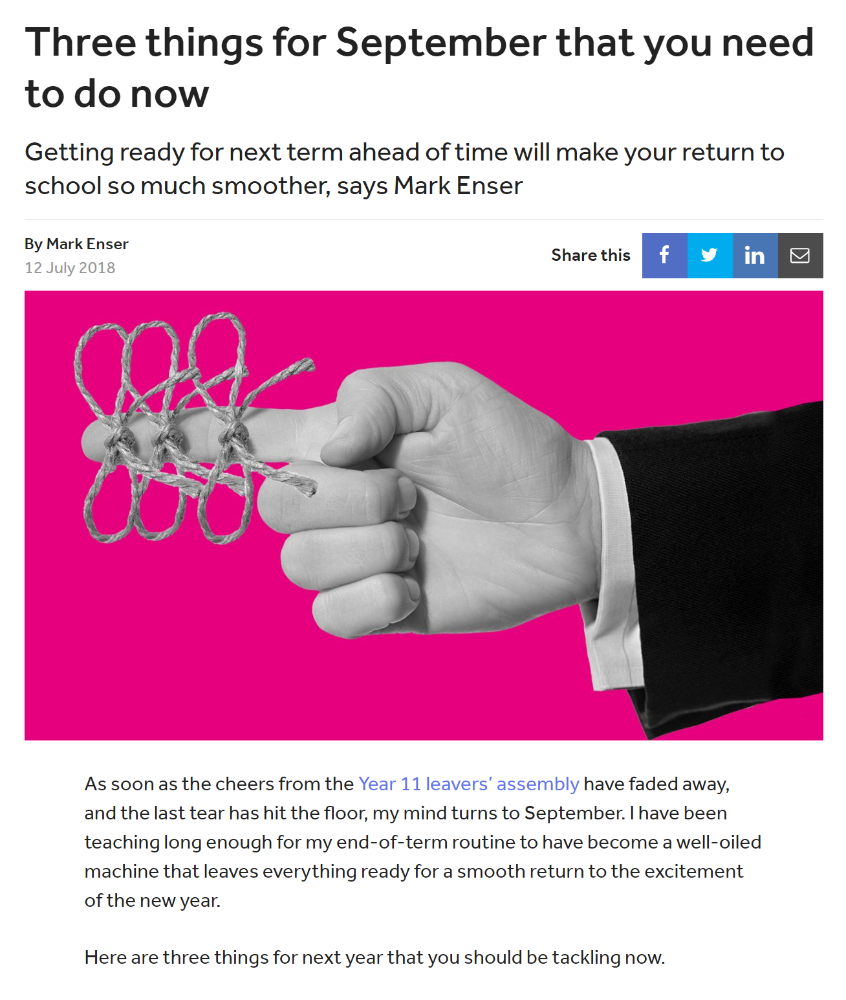 Three things for September that you need
to do now
Getting ready for next term ahead of time will make your return to
school so much smoother, says Mark Enser
By Mark Enser
12 July 2018
Share this
As soon as the cheers from the Year 11 leavers’ assembly have faded away,
and the last tear has hit the floor, my mind turns to September. I have been
teaching long enough for my end-of-term routine to have become a well-oiled
machine that leaves everything ready for a smooth return to the excitement
of the new year.
Here are three things for next year that you should be tackling now.